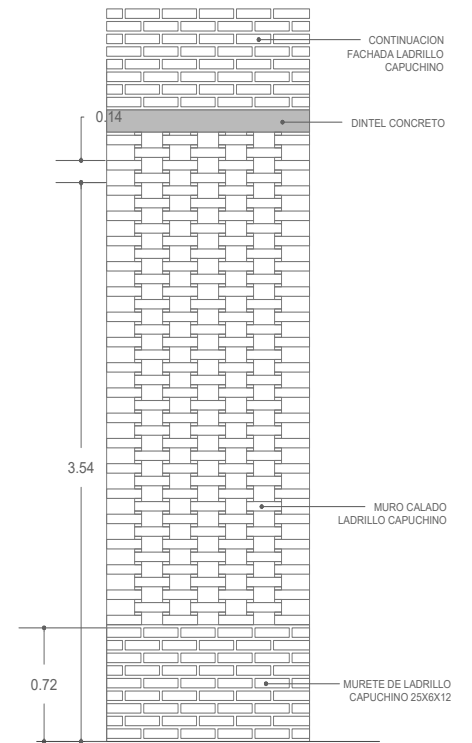 CONTINUACION
FACHADA LADRILLO
CAPUCHINO
0.14
DINTEL CONCRETO
3.54
MURO CALADO
LADRILLO CAPUCHINO
0.72
MURETE DE LADRILLO
CAPUCHINO 25X6X12